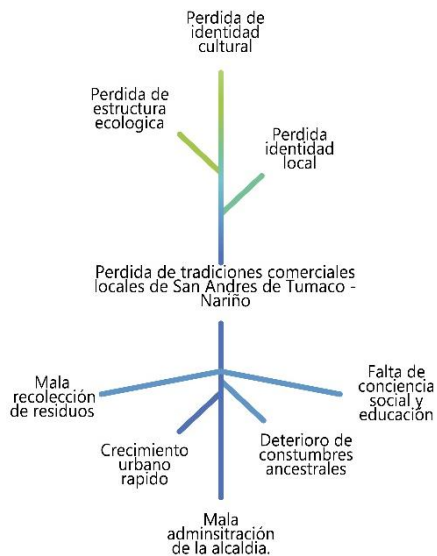 Perdida de
identidad
cultural
Perdida de
estructura
ecologica
Perdida
identidad
local
Perdida de tradiciones comerciales
locales de San Andres de Tumaco -
Nariño
Mala
recolección
de residuos
Falta de
conciencia
social y
educación
Crecimiento
urbano
rapido
Deterioro de
constumbres
ancestrales
Mala
adminsitración
de la alcaldia.